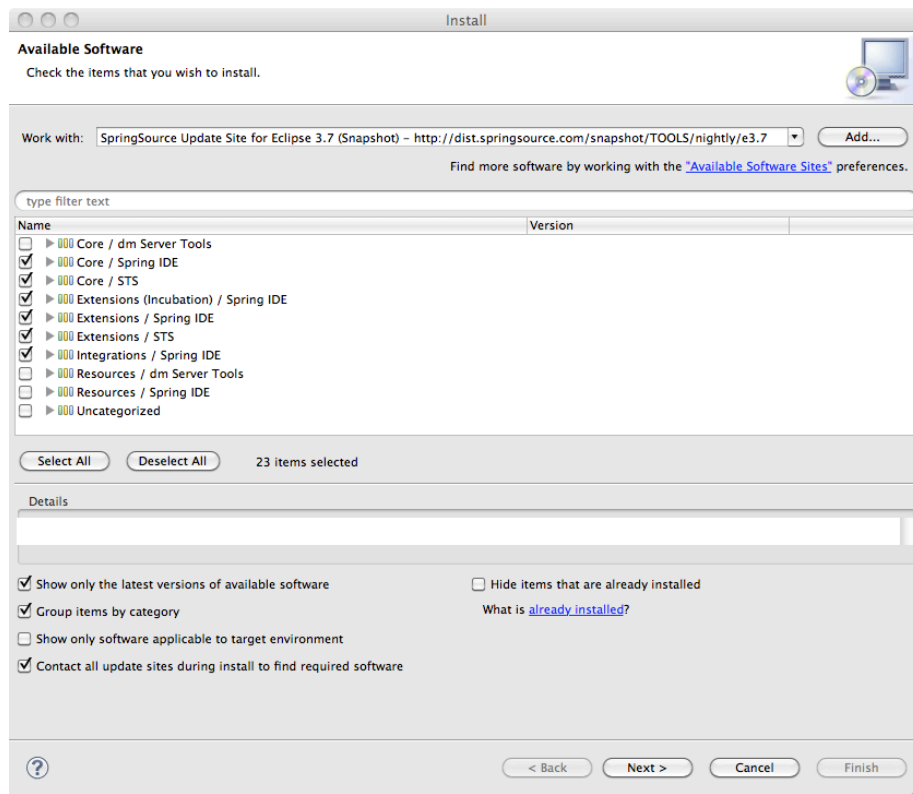 Install
Available Software
Check the items that you wish to install.
Work with: SpringSource Update Site for Eclipse 3.7 (Snapshot) – http://dist.springsource.com/snapshot/TOOLS/nightly/e3.7 Add...
Find more software by working with the "Available Software Sites" preferences.
type filter text
Name Version
Core / dm Server Tools
Core / Spring IDE
Core / STS
Extensions (Incubation) / Spring IDE
Extensions / Spring IDE
Extensions / STS
Integrations / Spring IDE
Resources / dm Server Tools
Resources / Spring IDE
Uncategorized
Select All Deselect All 23 items selected
Details
Show only the latest versions of available software Hide items that are already installed
Group items by category What is already installed?
Show only software applicable to target environment
Contact all update sites during install to find required software
? < Back Next > Cancel Finish